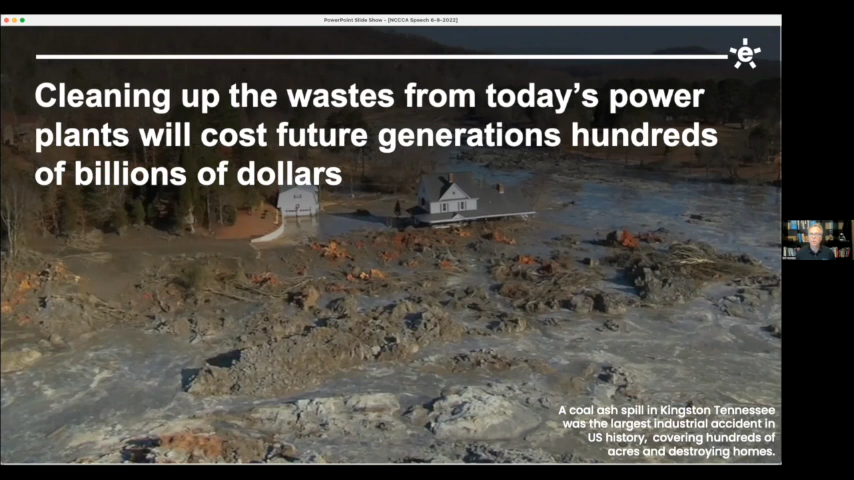 PowerPoint Slide Show - [NCCCA Speech 6-9-2022]
e
Cleaning up the wastes from today's power
plants will cost future generations hundreds
of billions of dollars
A coal ash spill in Kingston Tennessee
was the largest industrial accident in
US history, covering hundreds of
acres and destroying homes.